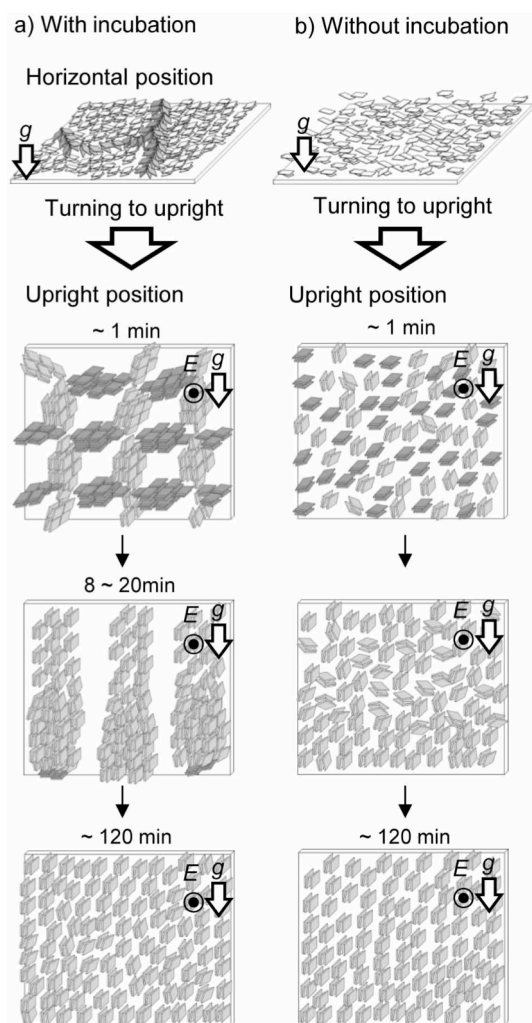 a) With incubation
Horizontal position
g
Turning to upright
Upright position
~ 1 min
E g
8 ~ 20min
E g
~ 120 min
E g
b) Without incubation
g
Turning to upright
Upright position
~ 1 min
E g
E g
~ 120 min
E g